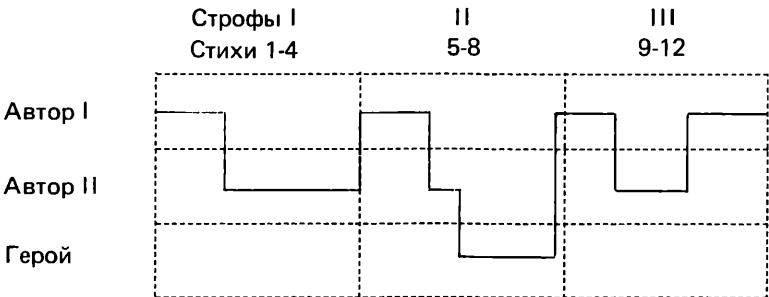 Строфы I II III
Стихи 1-4 5-8 9-12
Автор I
Автор II
Герой